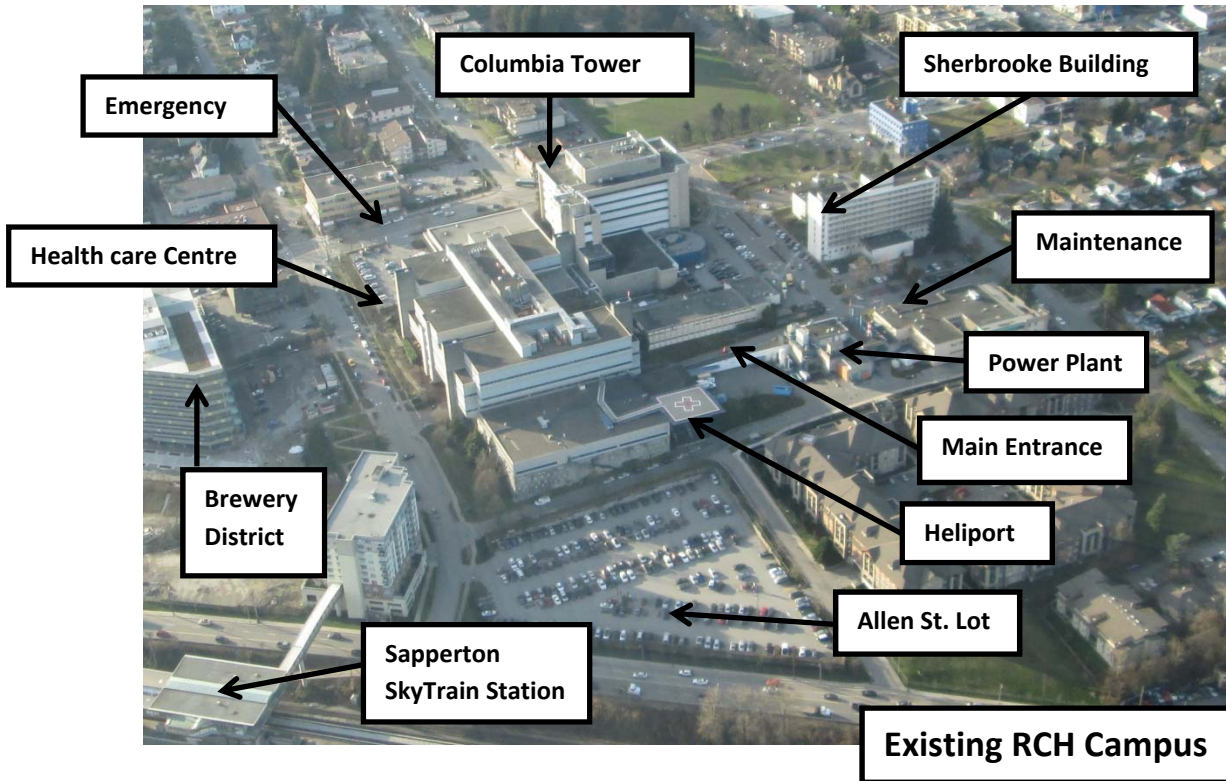 Columbia Tower
Sherbrooke Building
Emergency
Health care Centre
Maintenance
Power Plant
Main Entrance
Brewery
District
Heliport
Allen St. Lot
Sapperton
SkyTrain Station
Existing RCH Campus